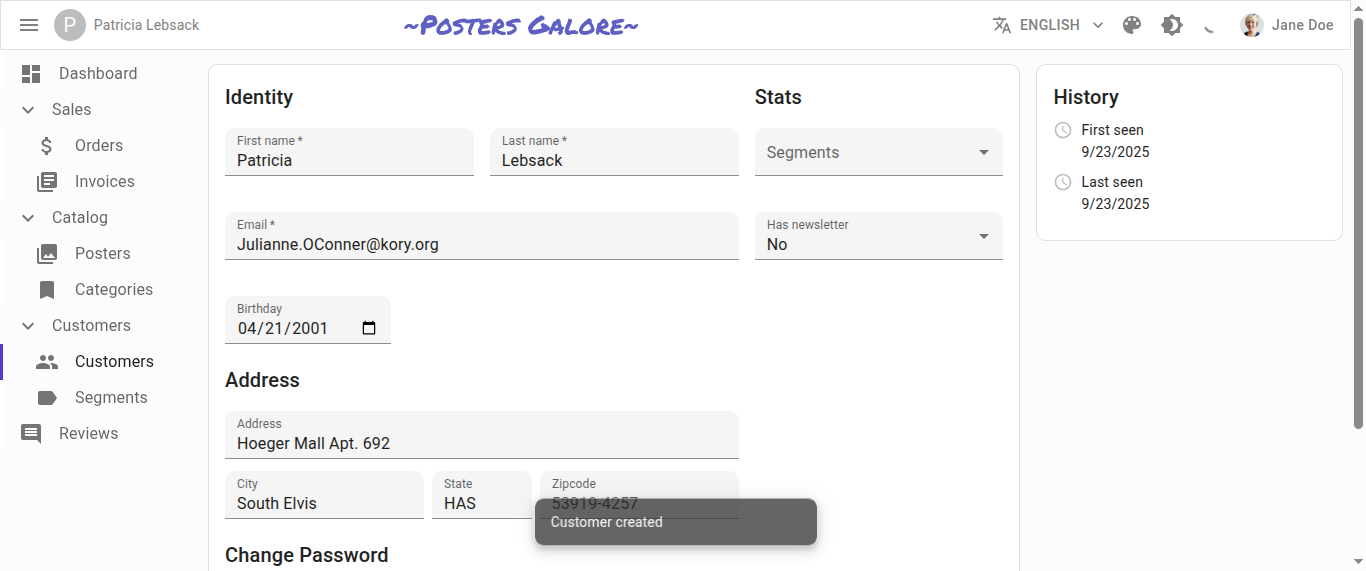 P Patricia Lebsack
~Posters Galore~
ENGLISH
Jane Doe
Dashboard
Sales
Orders
Invoices
Catalog
Posters
Categories
Customers
Customers
Segments
Reviews
Identity
First name *
Patricia
Last name *
Lebsack
Email *
Julianne.OConner@kory.org
Birthday
04/21/2001
Stats
Segments
Has newsletter
No
Address
Address
Hoeger Mall Apt. 692
City
South Elvis
State
HAS
Zipcode
53919-4257
Change Password
Customer created
History
First seen
9/23/2025
Last seen
9/23/2025